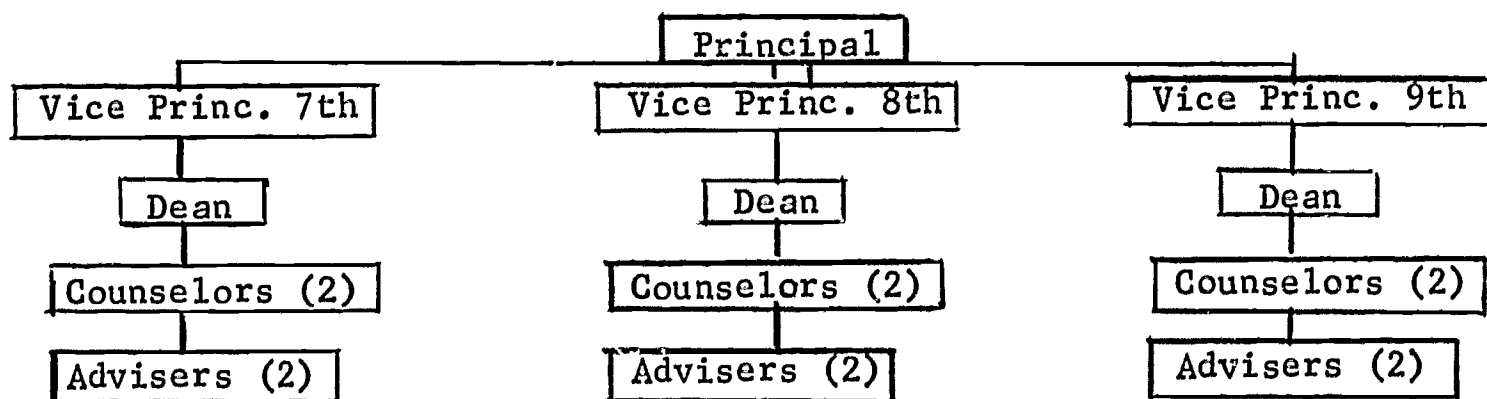 Principal
Vice Princ. 7th Vice Princ. 8th Vice Princ. 9th
Dean Dean Dean
Counselors (2) Counselors (2) Counselors (2)
Advisers (2) Advisers (2) Advisers (2)